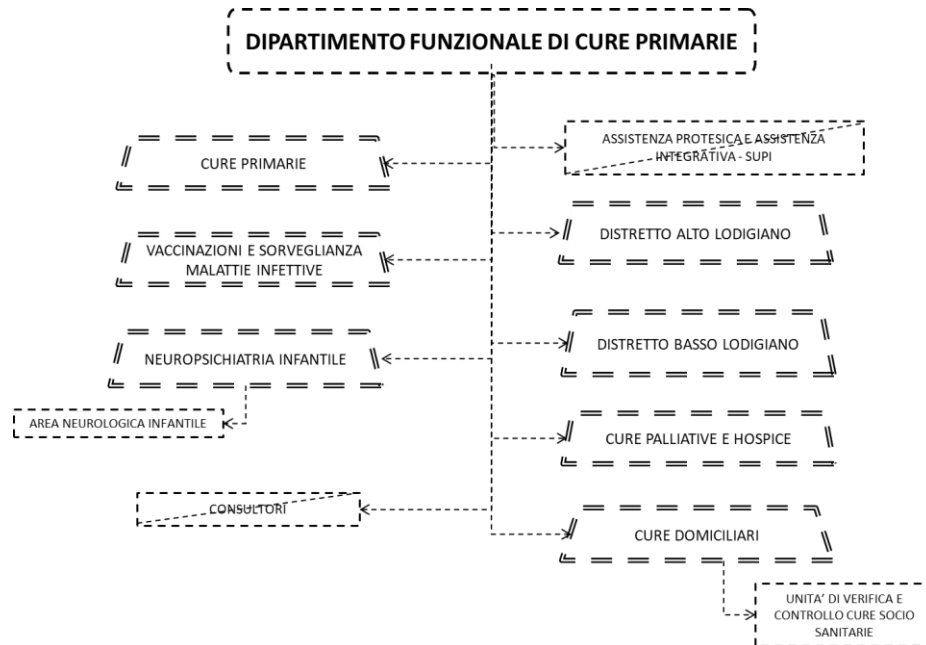 DIPARTIMENTO FUNZIONALE DI CURE PRIMARIE
CURE PRIMARIE
VACCINAZIONI E SORVEGLIANZA
MALATTIE INFETTIVE
NEUROPSICHIATRIA INFANTILE
AREA NEUROLOGICA INFANTILE
CONSULTORI
ASSISTENZA PROTESICA E ASSISTENZA
INTEGRATIVA - SUPI
DISTRETTO ALTO LODIGIANO
DISTRETTO BASSO LODIGIANO
CURE PALLIATIVE E HOSPICE
CURE DOMICILIARI
UNITA' DI VERIFICA E
CONTROLLO CURE SOCIO
SANITARIE